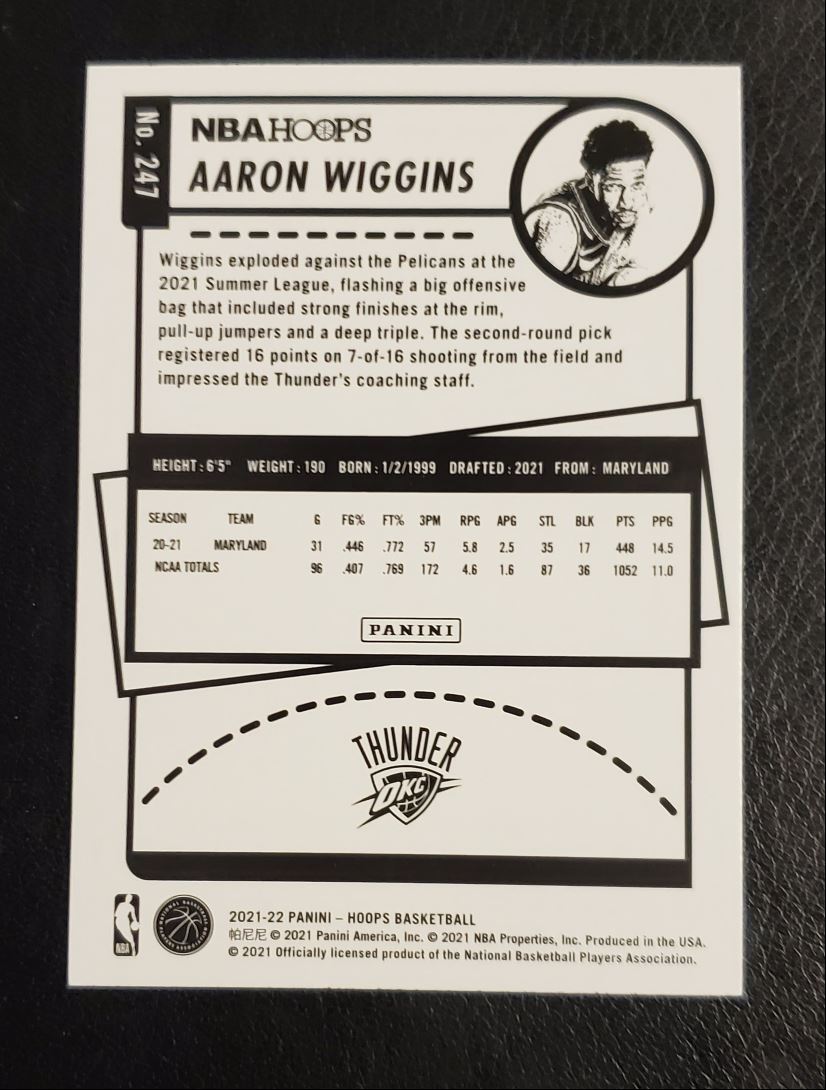 No. 247
NBA HOOPS
AARON WIGGINS
Wiggins exploded against the Pelicans at the
2021 Summer League, flashing a big offensive
bag that included strong finishes at the rim,
pull-up jumpers and a deep triple. The second-round pick
registered 16 points on 7-of-16 shooting from the field and
impressed the Thunder's coaching staff.
HEIGHT: 6'5" WEIGHT: 190 BORN: 1/2/1999 DRAFTED: 2021 FROM: MARYLAND
SEASON TEAM G FG% FT% 3PM RPG APG STL BLK PTS PPG
20-21 MARYLAND 31 .446 .772 57 5.8 2.5 35 17 448 14.5
NCAA TOTALS 96 .407 .769 172 4.6 1.6 87 36 1052 11.0
PANINI
THUNDER
OKC
NBA
NATIONAL BASKETBALL PLAYERS ASSOCIATION
2021-22 PANINI – HOOPS BASKETBALL
帕尼尼 © 2021 Panini America, Inc. © 2021 NBA Properties, Inc. Produced in the USA.
© 2021 Officially licensed product of the National Basketball Players Association.